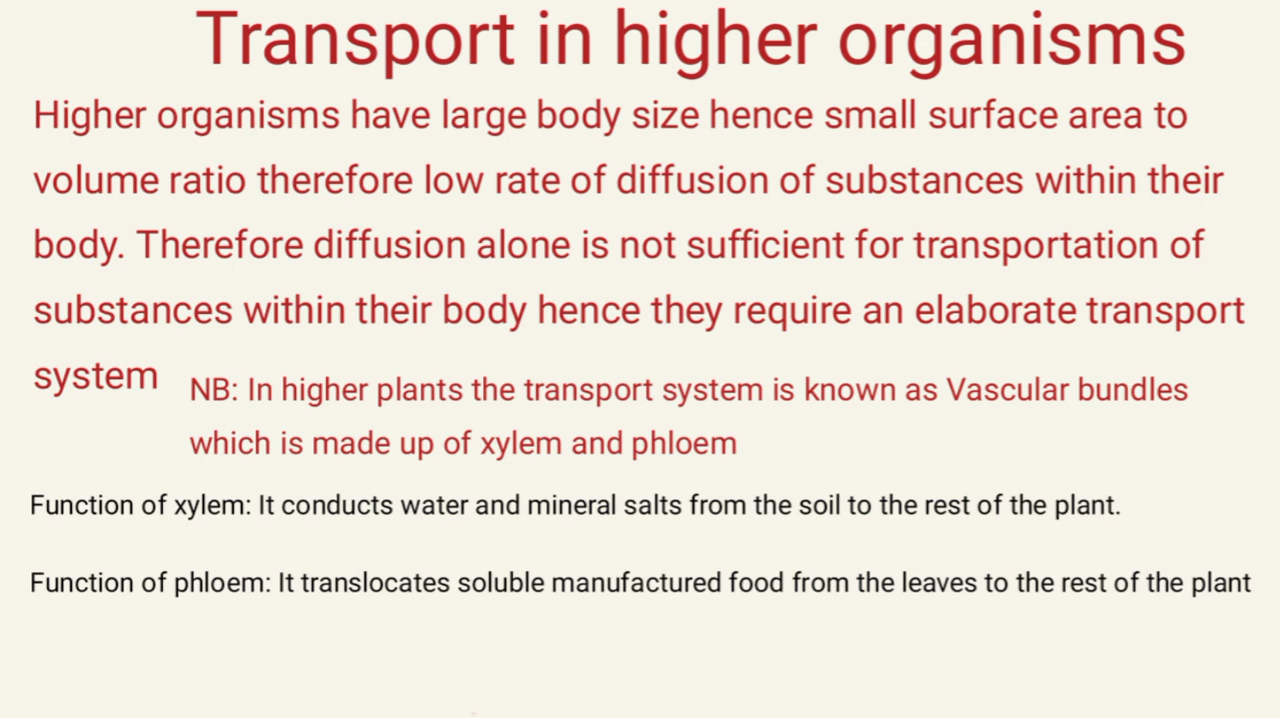 Transport in higher organisms
Higher organisms have large body size hence small surface area to
volume ratio therefore low rate of diffusion of substances within their
body. Therefore diffusion alone is not sufficient for transportation of
substances within their body hence they require an elaborate transport
system
NB: In higher plants the transport system is known as Vascular bundles
which is made up of xylem and phloem
Function of xylem: It conducts water and mineral salts from the soil to the rest of the plant.
Function of phloem: It translocates soluble manufactured food from the leaves to the rest of the plant